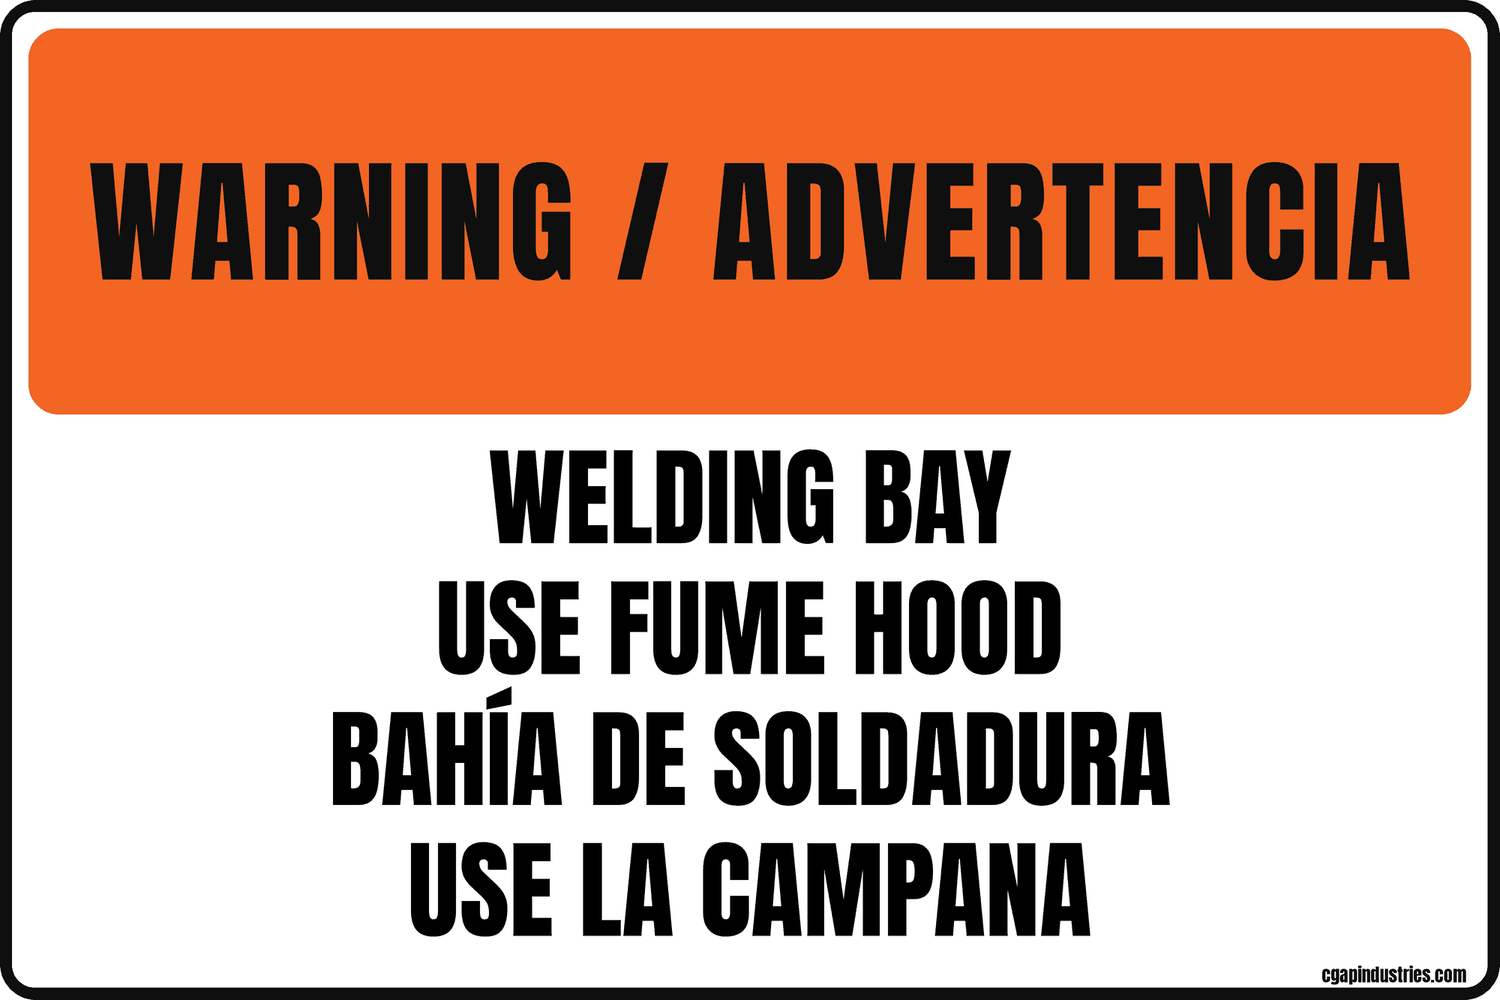 WARNING / ADVERTENCIA
WELDING BAY
USE FUME HOOD
BAHÍA DE SOLDADURA
USE LA CAMPANA
cgapindustries.com